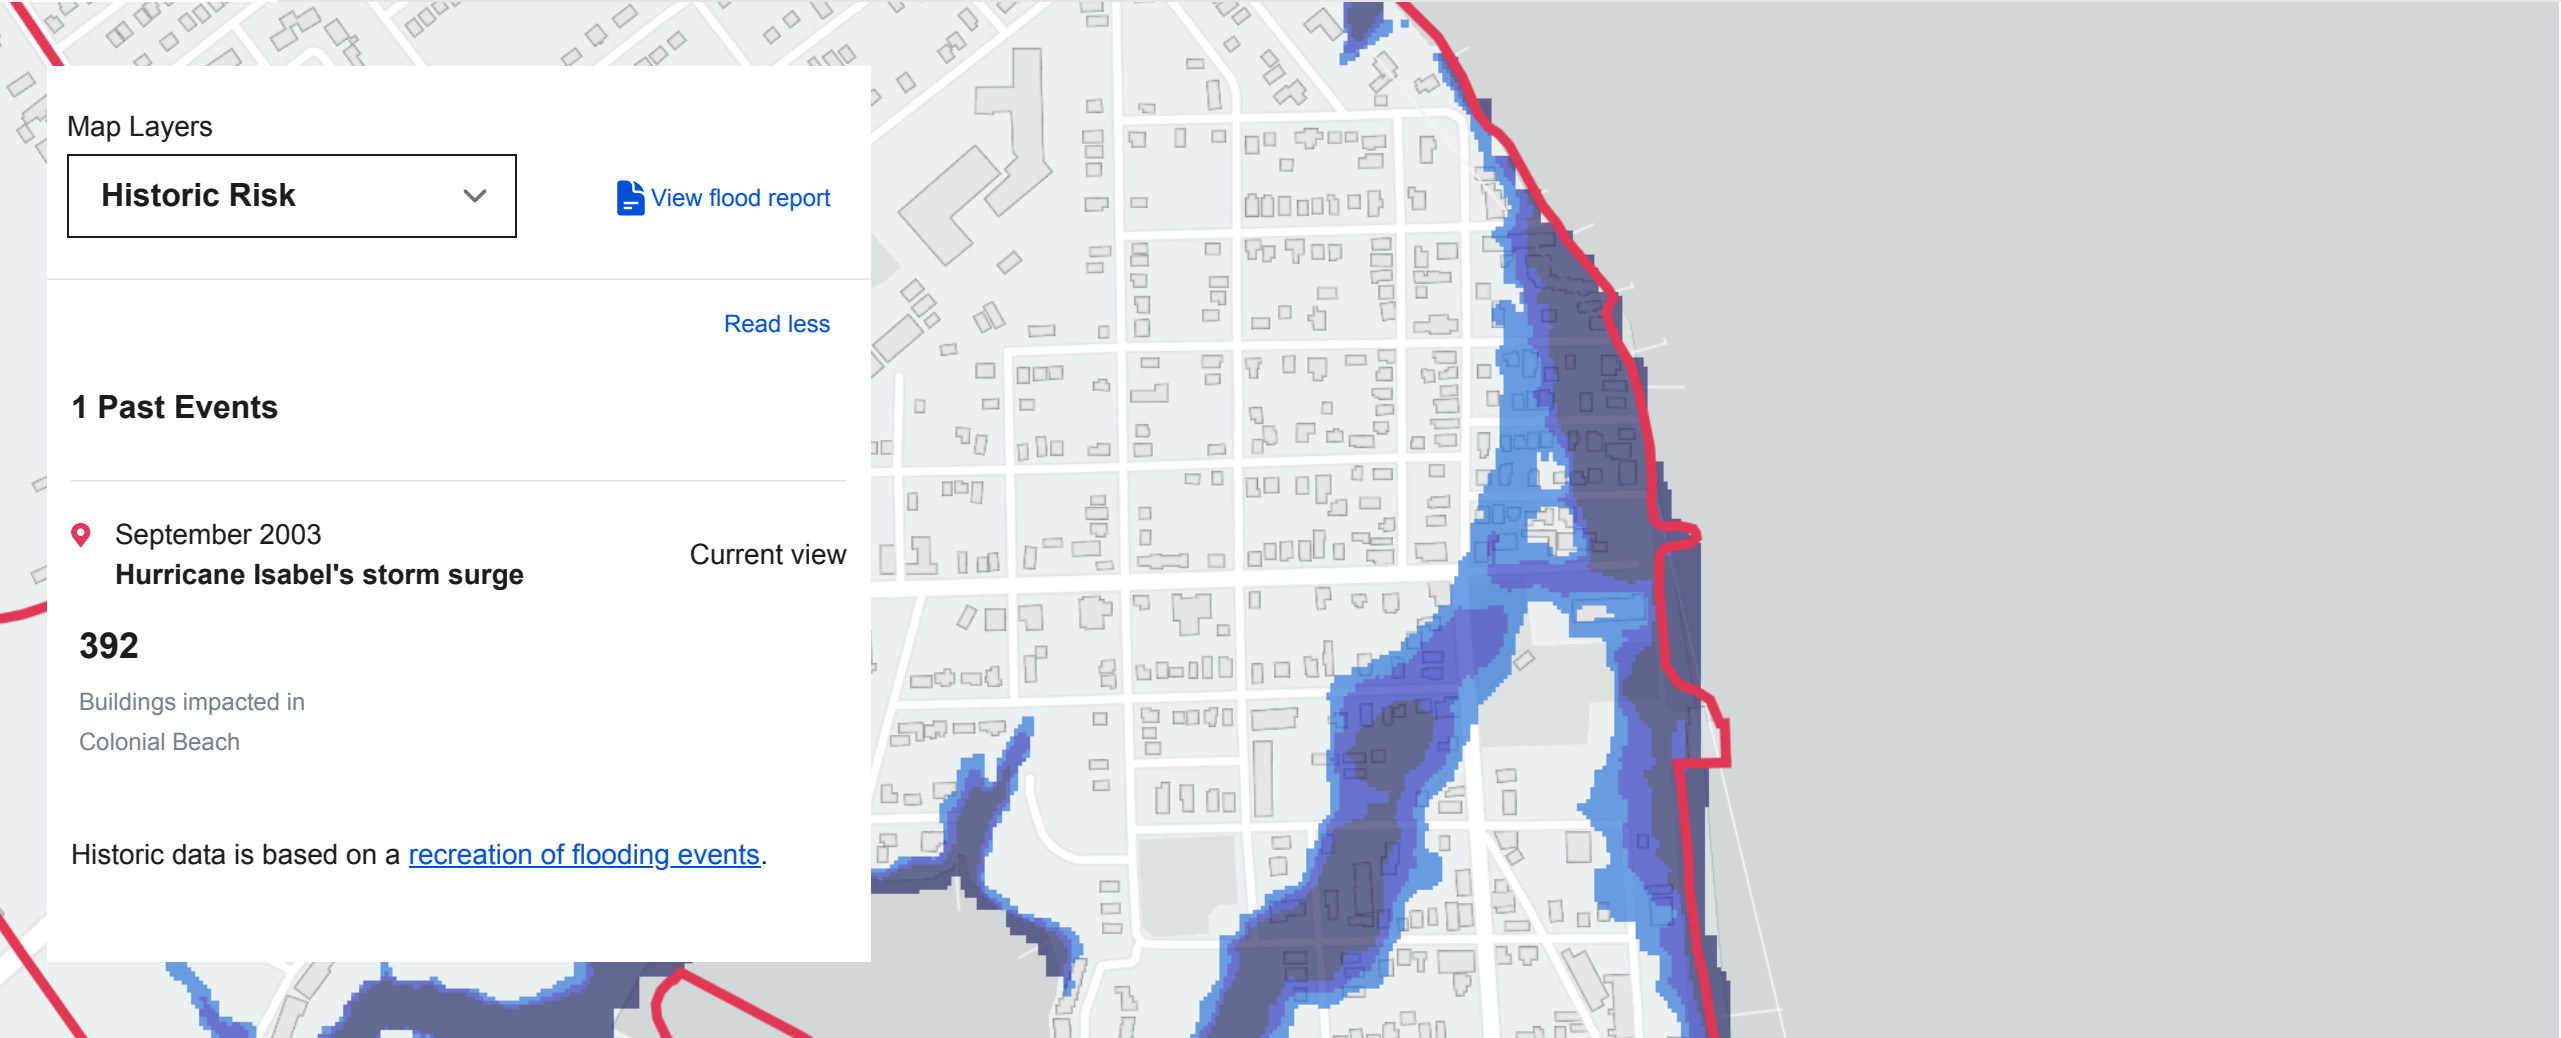 Map Layers
Historic Risk
View flood report
Read less
1 Past Events
September 2003
Hurricane Isabel's storm surge
Current view
392
Buildings impacted in
Colonial Beach
Historic data is based on a recreation of flooding events.